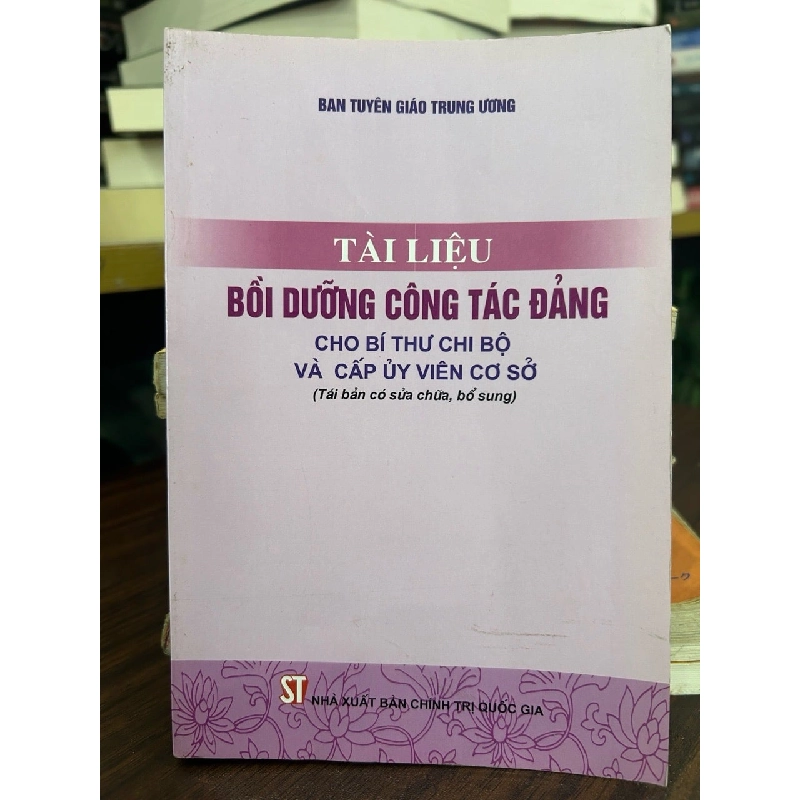 BAN TUYÊN GIÁO TRUNG ƯƠNG
TÀI LIỆU
BỒI DƯỠNG CÔNG TÁC ĐẢNG
CHO BÍ THƯ CHI BỘ
VÀ CẤP ỦY VIÊN CƠ SỞ
(Tái bản có sửa chữa, bổ sung)
ST NHÀ XUẤT BẢN CHÍNH TRỊ QUỐC GIA